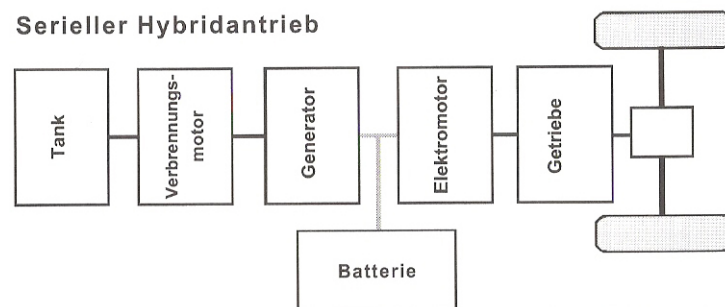 Serieller Hybridantrieb
Tank
Verbrennungs-
motor
Generator
Elektromotor
Getriebe
Batterie